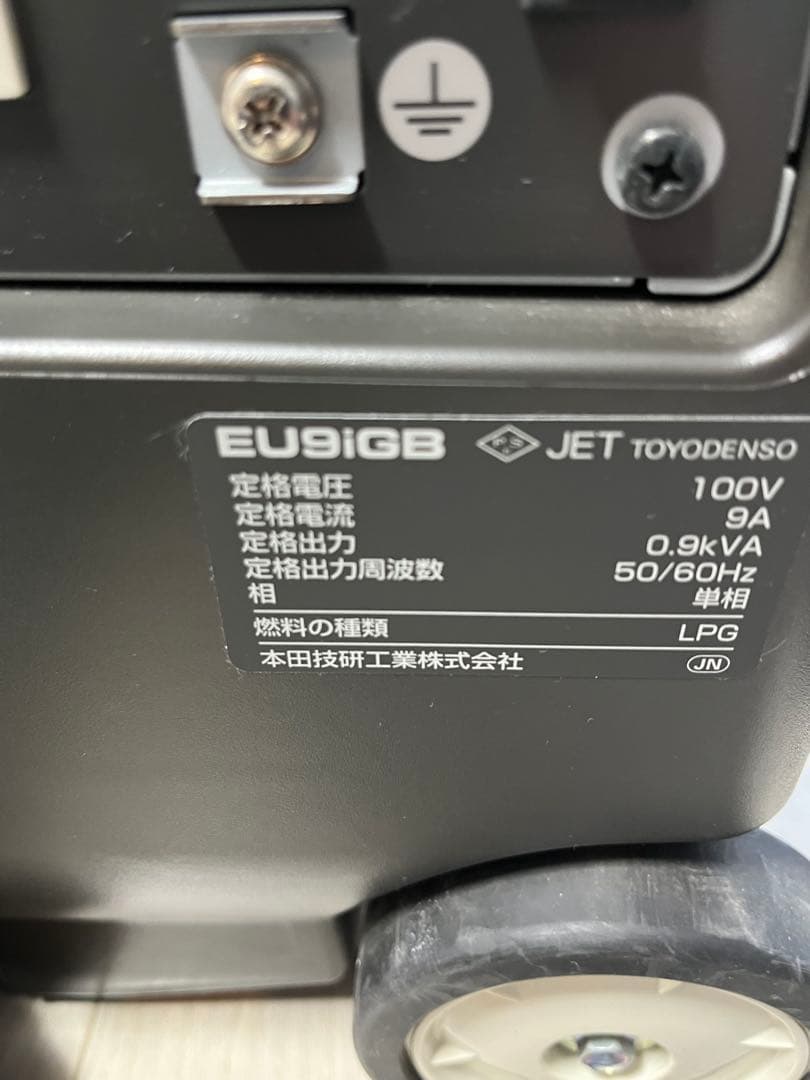 EU9iGB PSE JET TOYODENSO
定格電圧 100V
定格電流 9A
定格出力 0.9kVA
定格出力周波数 50/60Hz
相 単相
燃料の種類 LPG
本田技研工業株式会社 JN